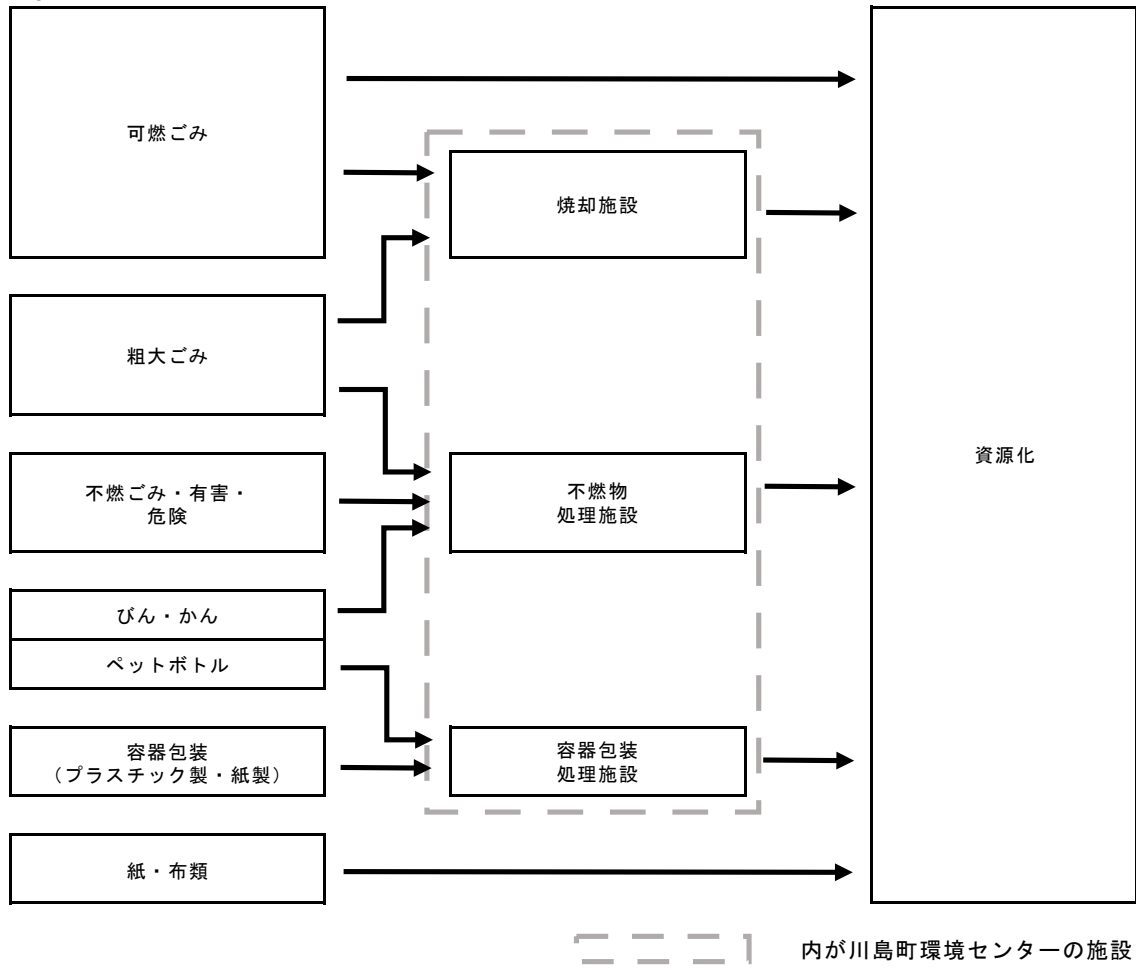 可燃ごみ
焼却施設
粗大ごみ
不燃ごみ・有害・
危険
不燃物
処理施設
資源化
びん・かん
ペットボトル
容器包装
（プラスチック製・紙製）
容器包装
処理施設
紙・布類
内が川島町環境センターの施設